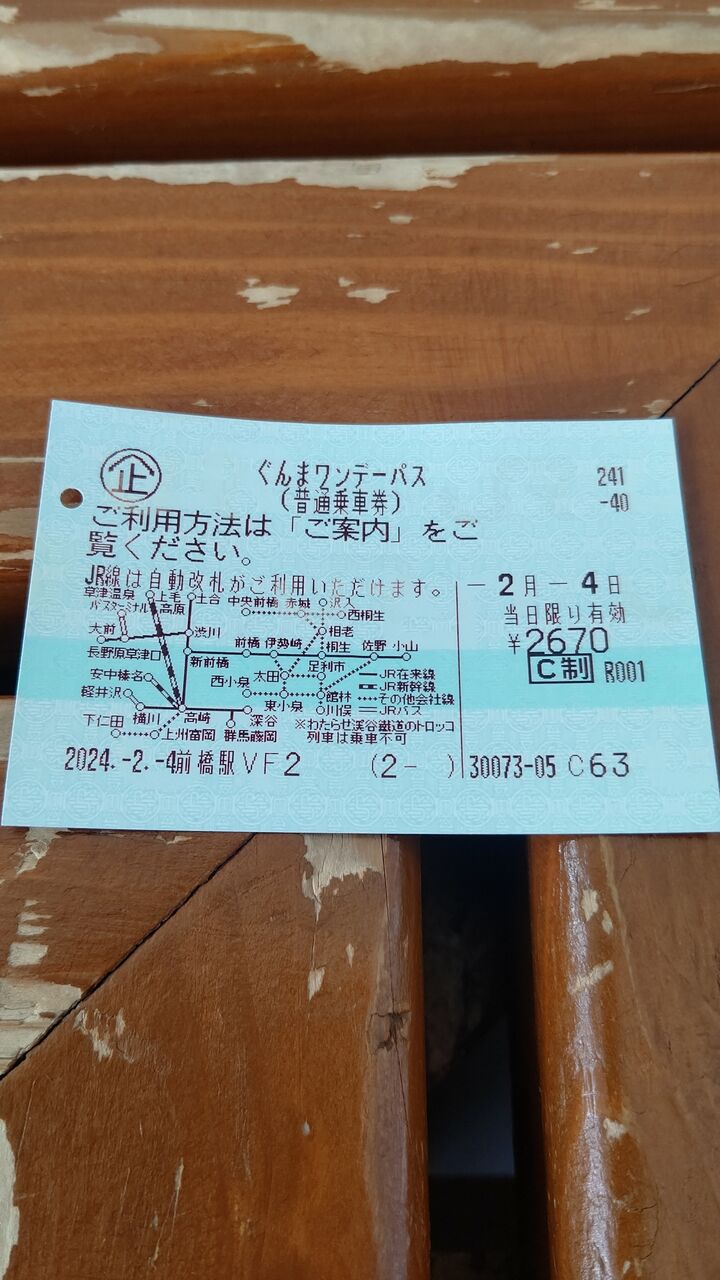 企 ぐんまワンデーパス 241
(普通乗車券) -40
ご利用方法は「ご案内」をご
覧ください。
JR線は自動改札がご利用いただけます。
-2月-4日
当日限り有効
¥2670
C制 R001
草津温泉 上毛 土合 中央前橋 赤城 沢入
バスターミナル 高原 西桐生
大前 渋川 相老
前橋 伊勢崎 桐生 佐野 小山
長野原草津口 新前橋 足利市
安中榛名 太田 JR在来線
西小泉 JR新幹線
軽井沢 館林 その他会社線
東小泉 川俣 JRバス
下仁田 横川 高崎 深谷 ※わたらせ渓谷鐵道のトロッコ
上州富岡 群馬藤岡 列車は乗車不可
2024.-2.-4前橋駅VF2 (2- ) 30073-05 C63